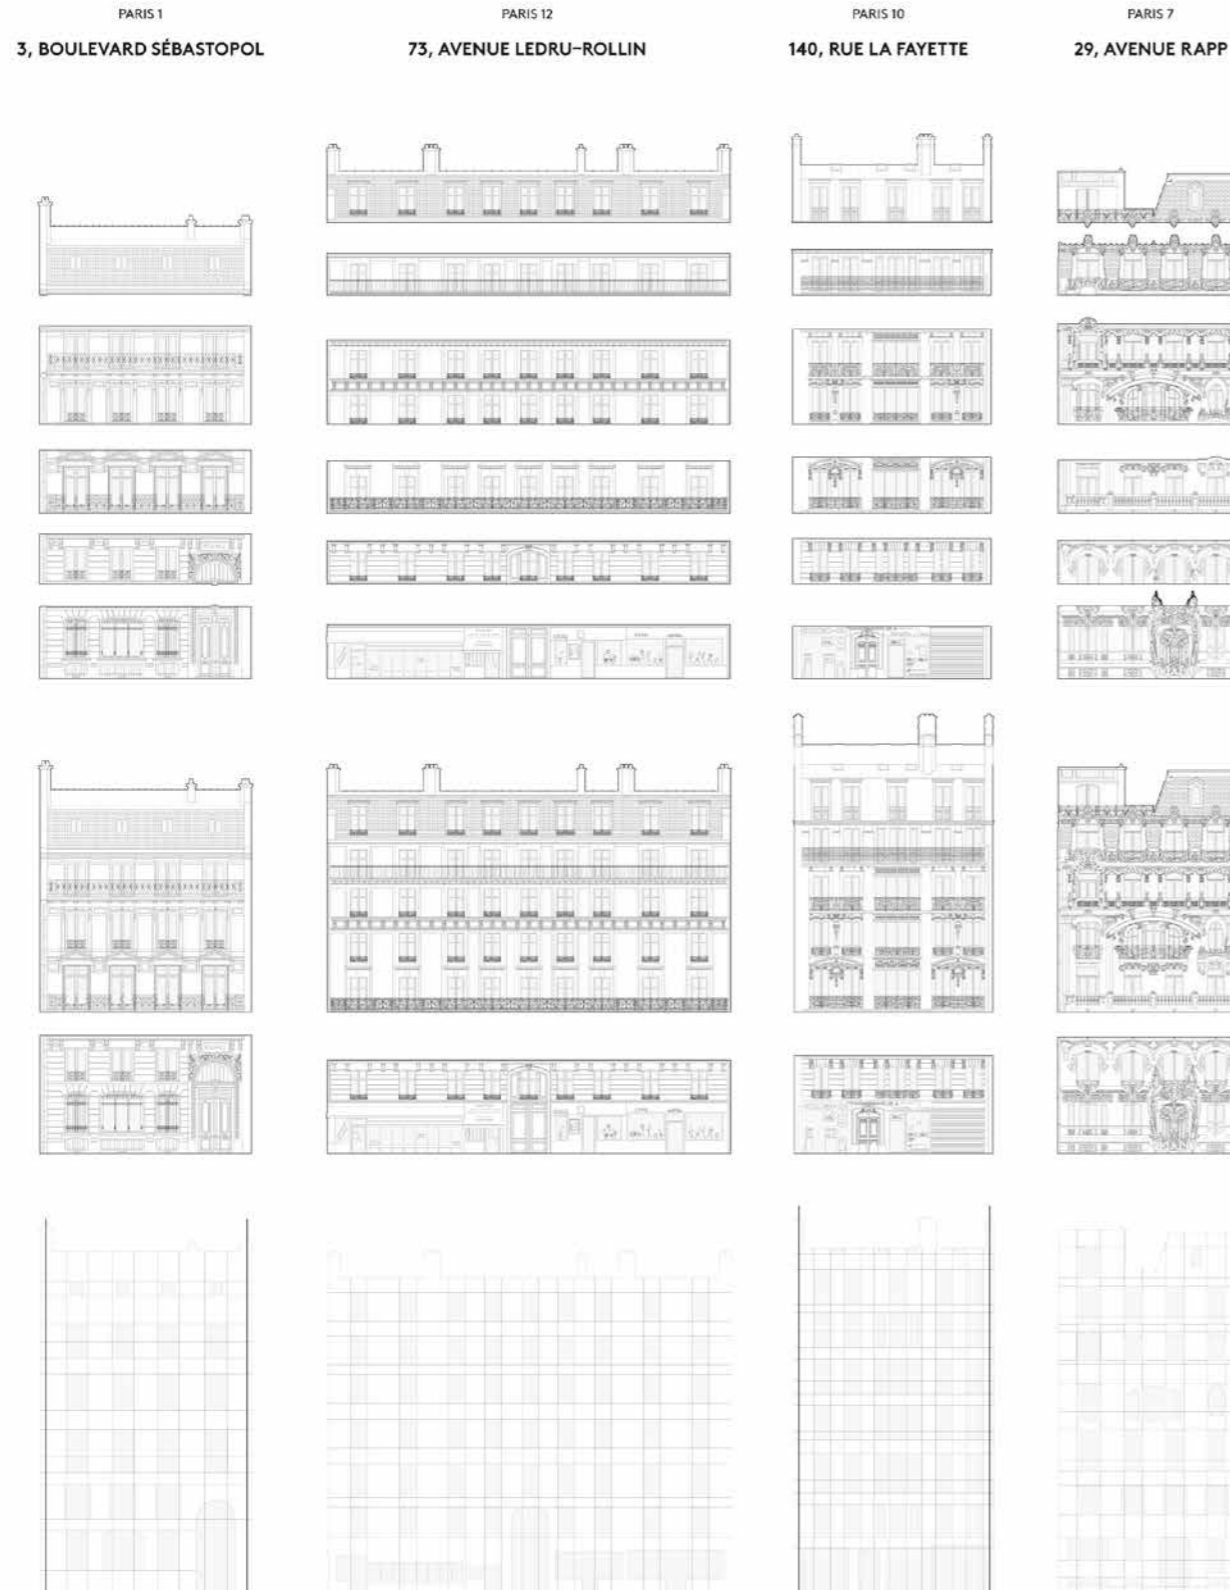 PARIS 1
3, BOULEVARD SÉBASTOPOL
PARIS 12
73, AVENUE LEDRU-ROLLIN
PARIS 10
140, RUE LA FAYETTE
PARIS 7
29, AVENUE RAPP